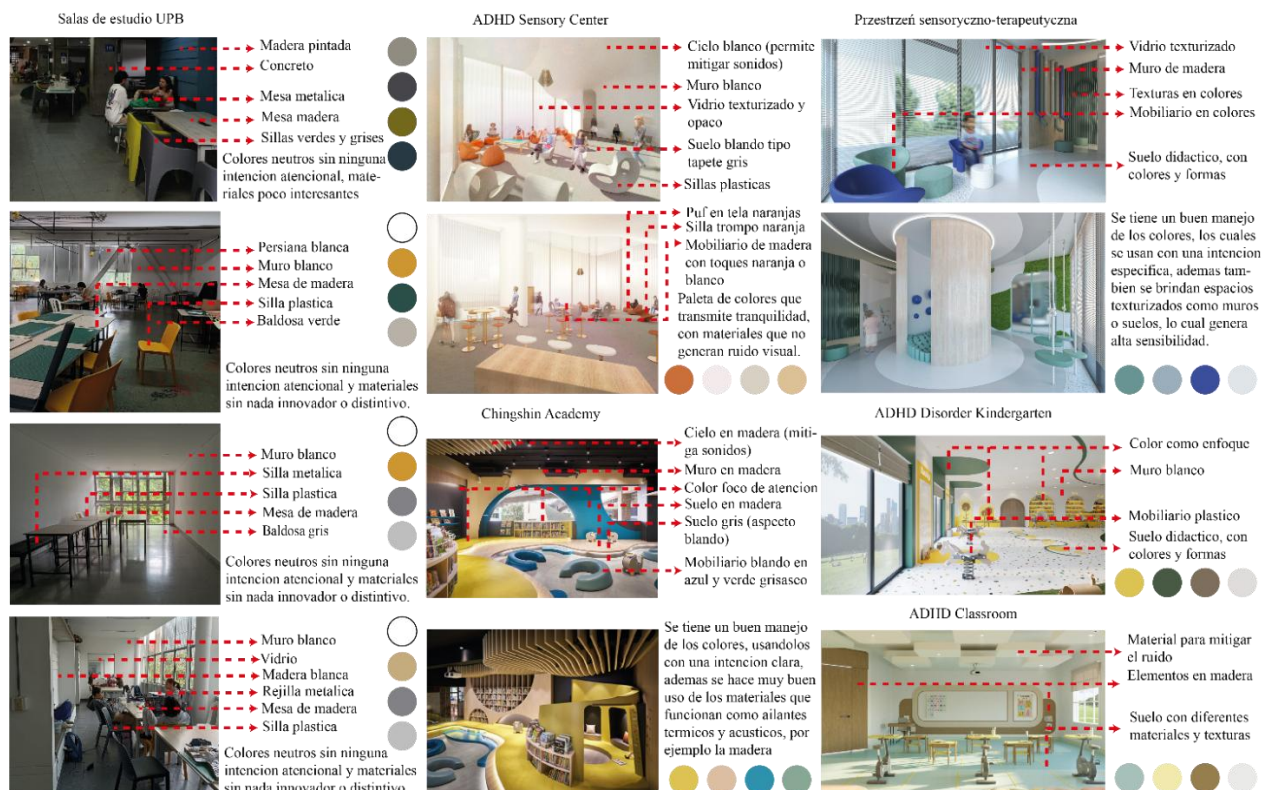 Salas de estudio UPB
Madera pintada
Concreto
Mesa metalica
Mesa madera
Sillas verdes y grises
Colores neutros sin ninguna
intencion atencional, mate-
riales poco interesantes
Persiana blanca
Muro blanco
Mesa de madera
Silla plastica
Baldosa verde
Colores neutros sin ninguna
intencion atencional y materiales
sin nada innovador o distintivo.
Muro blanco
Silla metalica
Silla plastica
Mesa de madera
Baldosa gris
Colores neutros sin ninguna
intencion atencional y materiales
sin nada innovador o distintivo.
Muro blanco
Vidrio
Madera blanca
Rejilla metalica
Mesa de madera
Silla plastica
Colores neutros sin ninguna
intencion atencional y materiales
sin nada innovador o distintivo
ADHD Sensory Center
Cielo blanco (permite
mitigar sonidos)
Muro blanco
Vidrio texturizado y
opaco
Suelo blando tipo
tapete gris
Sillas plasticas
Puf en tela naranjas
Silla trompo naranja
Mobiliario de madera
con toques naranja o
blanco
Paleta de colores que
transmite tranquilidad,
con materiales que no
generan ruido visual.
Chingshin Academy
Cielo en madera (miti-
ga sonidos)
Muro en madera
Color foco de atencion
Suelo en madera
Suelo gris (aspecto
blando)
Mobiliario blando en
azul y verde grisasco
Se tiene un buen manejo
de los colores, usandolos
con una intencion clara,
ademas se hace muy buen
uso de los materiales que
funcionan como ailantes
termicos y acusticos, por
ejemplo la madera
Przestrzeń sensoryczno-terapeutyczna
Vidrio texturizado
Muro de madera
Texturas en colores
Mobiliario en colores
Suelo didactico, con
colores y formas
Se tiene un buen manejo
de los colores, los cuales
se usan con una intencion
especifica, ademas tam-
bien se brindan espacios
texturizados como muros
o suelos, lo cual genera
alta sensibilidad.
ADHD Disorder Kindergarten
Color como enfoque
Muro blanco
Mobiliario plastico
Suelo didactico, con
colores y formas
ADHD Classroom
Material para mitigar
el ruido
Elementos en madera
Suelo con diferentes
materiales y texturas